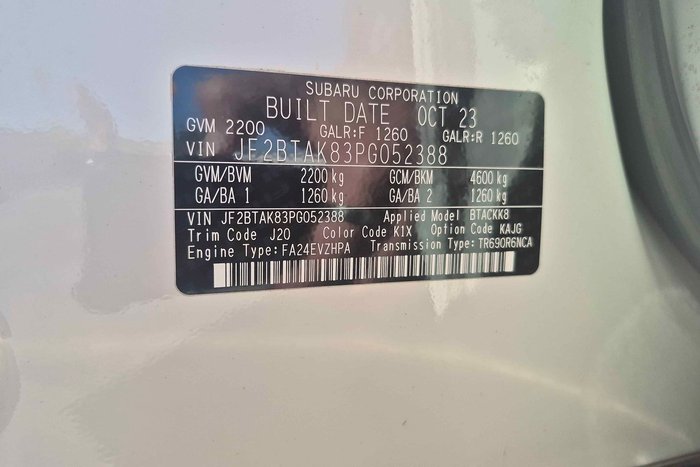 SUBARU CORPORATION
BUILT DATE OCT 23
GVM 2200 GALR:F 1260 GALR:R 1260
VIN JF2BTAK83PG052388
GVM/BVM 2200 kg GCM/BKM 4600 kg
GA/BA 1 1260 kg GA/BA 2 1260 kg
VIN JF2BTAK83PG052388 Applied Model BTACKK8
Trim Code J20 Color Code K1X Option Code KAJG
Engine Type:FA24EVZHPA Transmission Type:TR690R6NCA